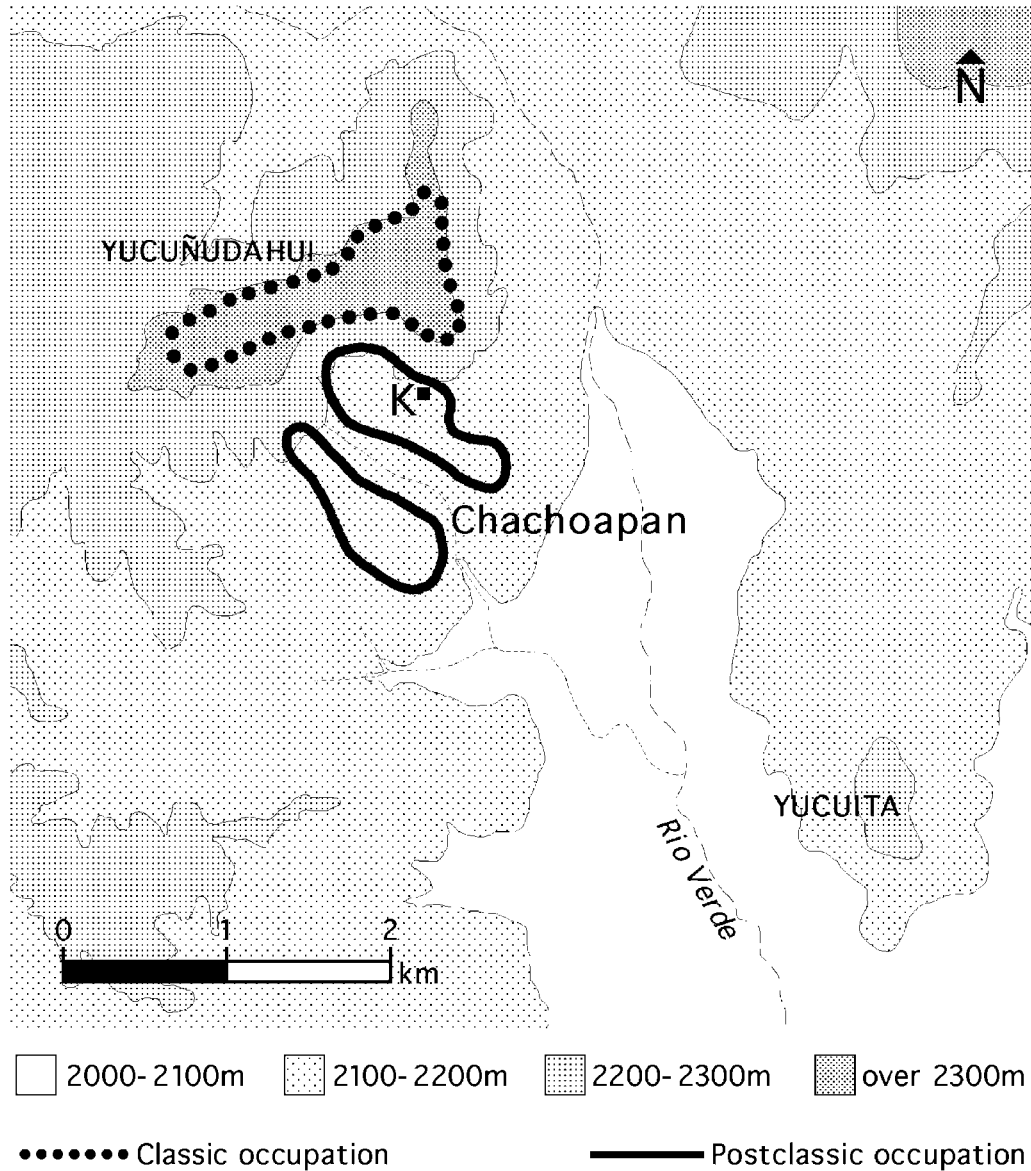 N
YUCUÑUDAHUI
K
Chachoapan
YUCUITA
Rio Verde
0 1 2
km
2000-2100m 2100-2200m 2200-2300m over 2300m
Classic occupation Postclassic occupation